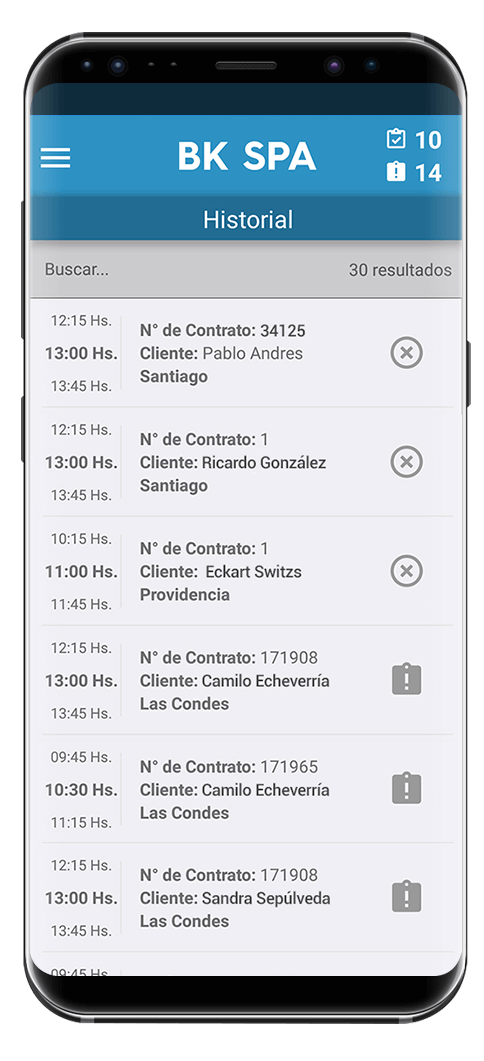 BK SPA
10
14
Historial
Buscar...
30 resultados
12:15 Hs.
13:00 Hs.
13:45 Hs.
N° de Contrato: 34125
Cliente: Pablo Andres
Santiago
12:15 Hs.
13:00 Hs.
13:45 Hs.
N° de Contrato: 1
Cliente: Ricardo González
Santiago
10:15 Hs.
11:00 Hs.
11:45 Hs.
N° de Contrato: 1
Cliente: Eckart Switzs
Providencia
12:15 Hs.
13:00 Hs.
13:45 Hs.
N° de Contrato: 171908
Cliente: Camilo Echeverría
Las Condes
09:45 Hs.
10:30 Hs.
11:15 Hs.
N° de Contrato: 171965
Cliente: Camilo Echeverría
Las Condes
12:15 Hs.
13:00 Hs.
13:45 Hs.
N° de Contrato: 171908
Cliente: Sandra Sepúlveda
Las Condes
09:45 Hs.